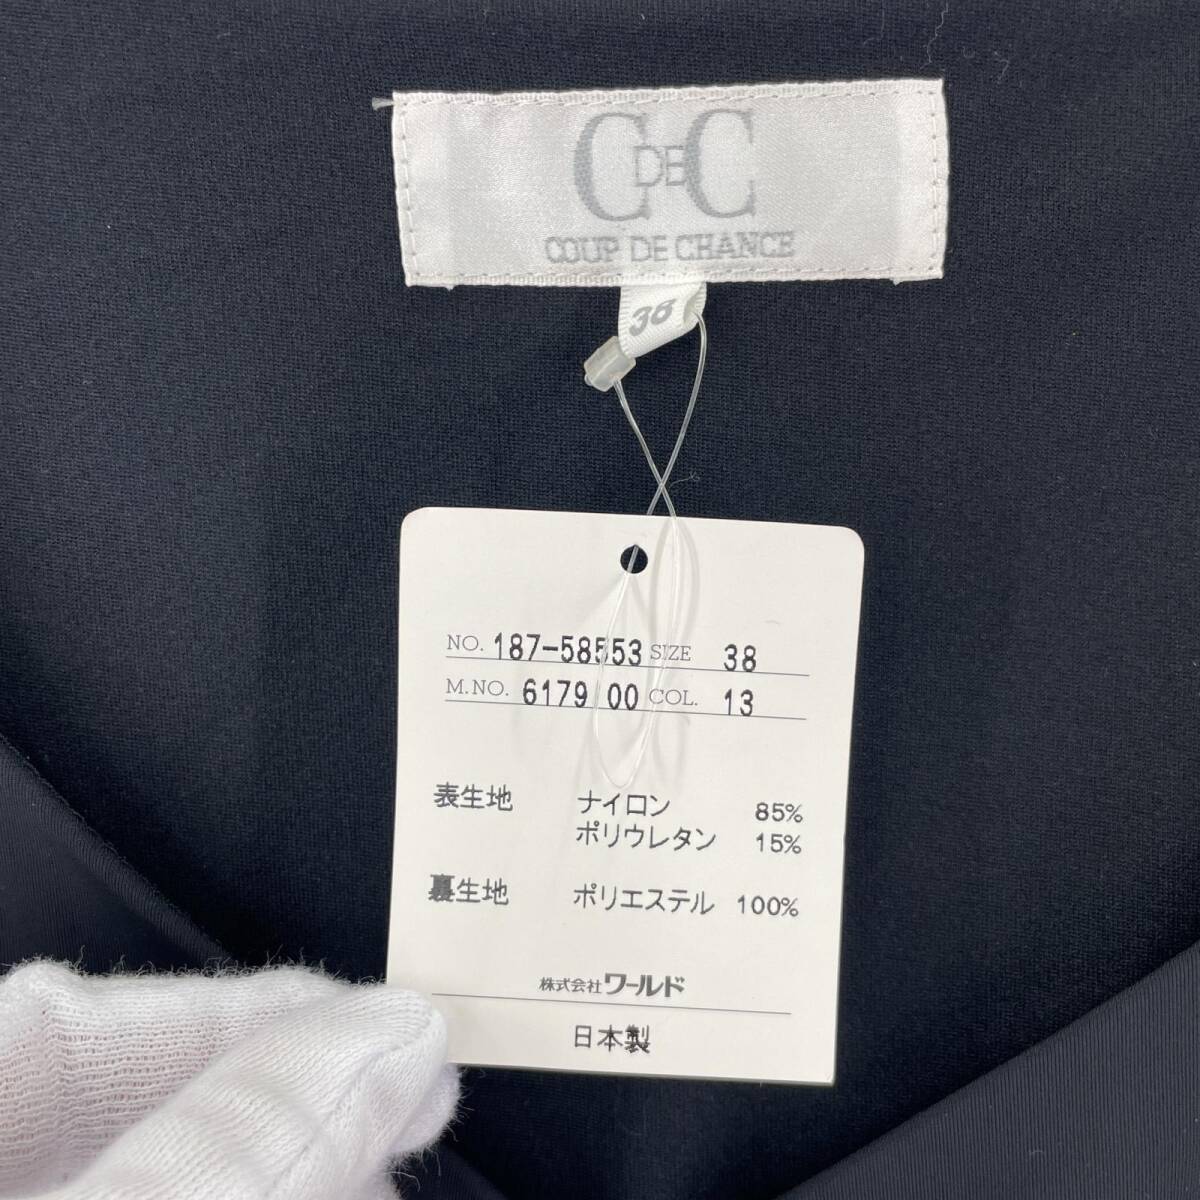 C DE C
COUP DE CHANCE
38
NO. 187-58553 SIZE 38
M.NO. 6179 00 COL. 13
表生地 ナイロン 85%
ポリウレタン 15%
裏生地 ポリエステル 100%
株式会社ワールド
日本製